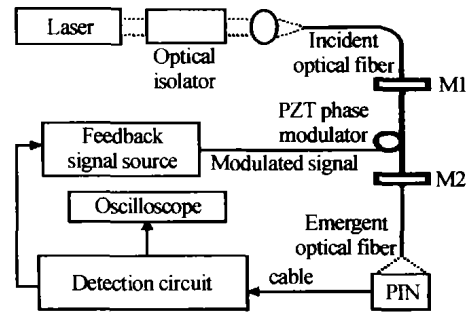 Laser
Optical
isolator
Incident
optical fiber
M1
PZT phase
modulator
Feedback
signal source
Modulated signal
M2
Oscilloscope
Emergent
optical fiber
Detection circuit
cable
PIN